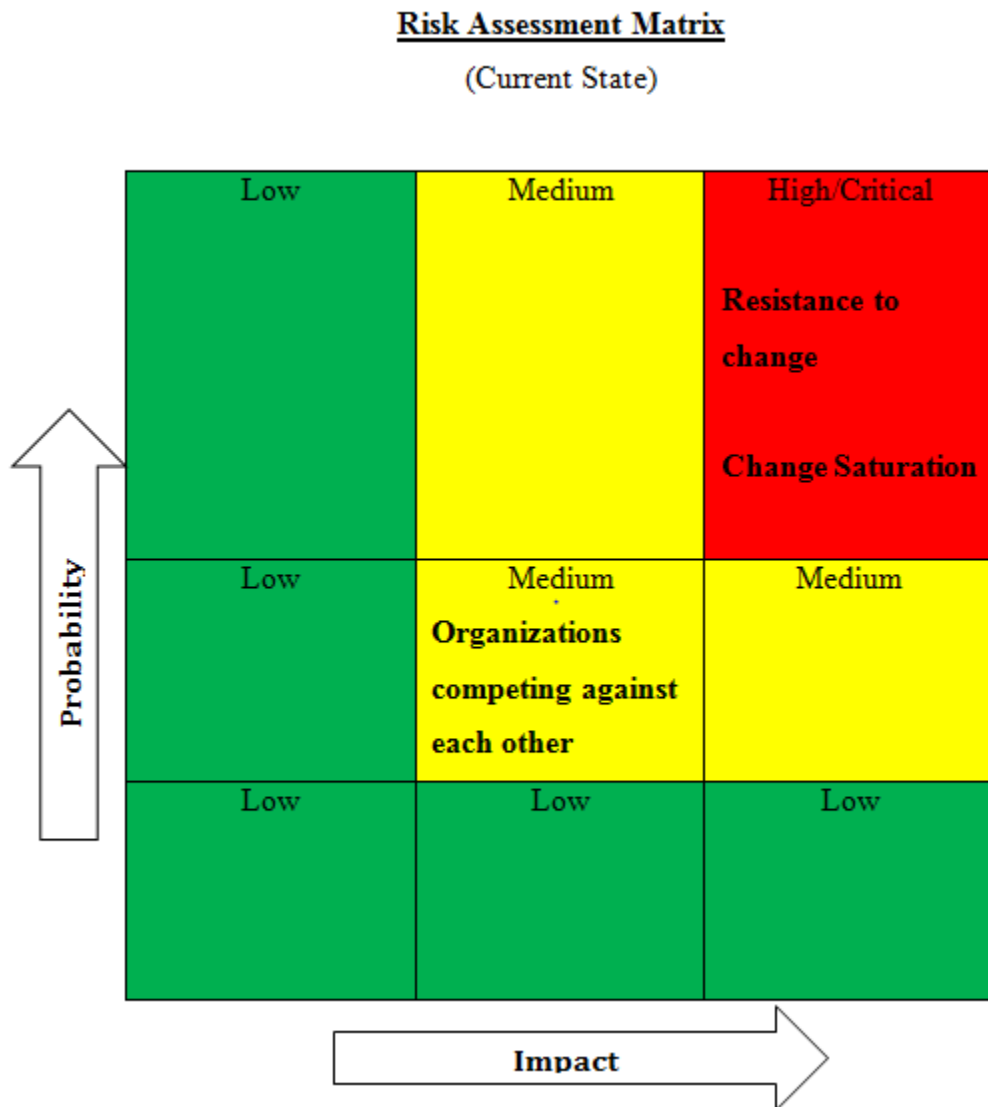 Risk Assessment Matrix
(Current State)
Low
Medium
High/Critical
Resistance to
change
Change Saturation
Low
Medium
Medium
Organizations
competing against
each other
Probability
Low
Low
Low
Impact